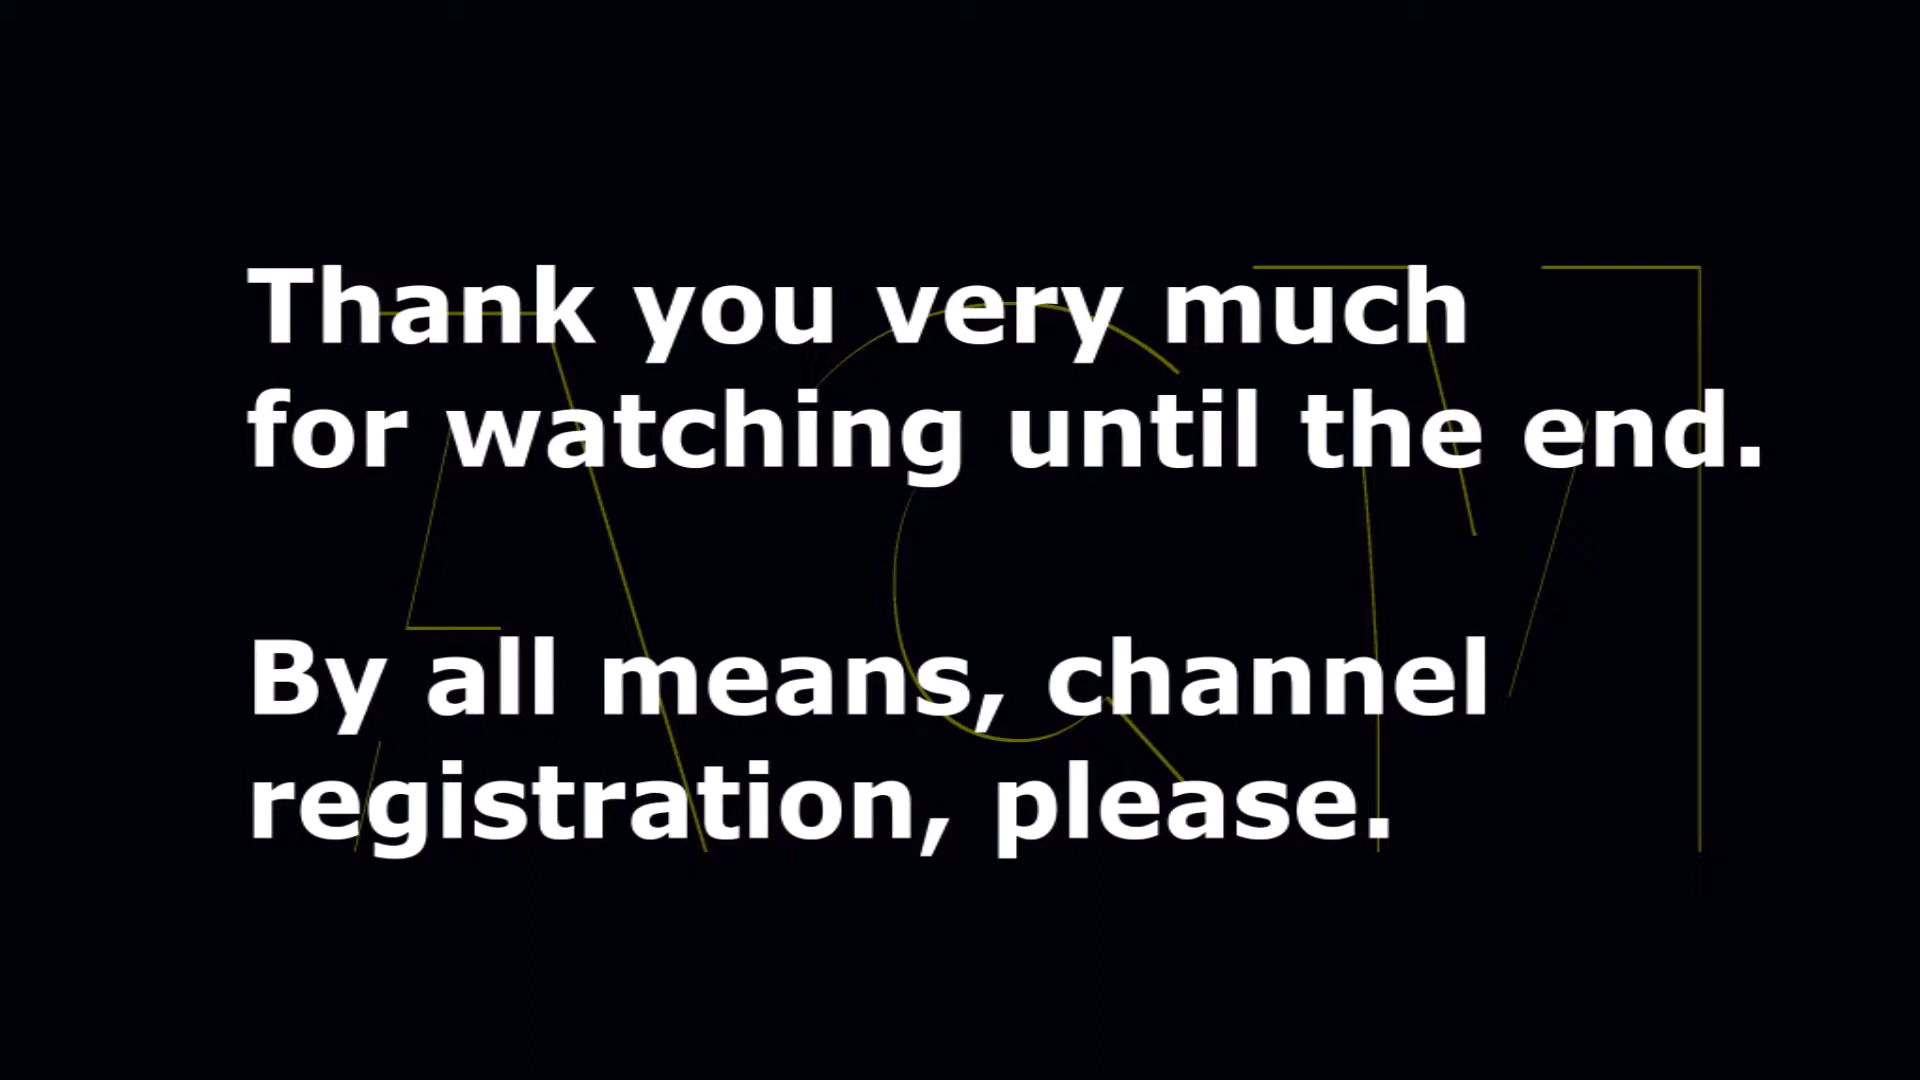 Thank you very much
for watching until the end.
By all means, channel
registration, please.